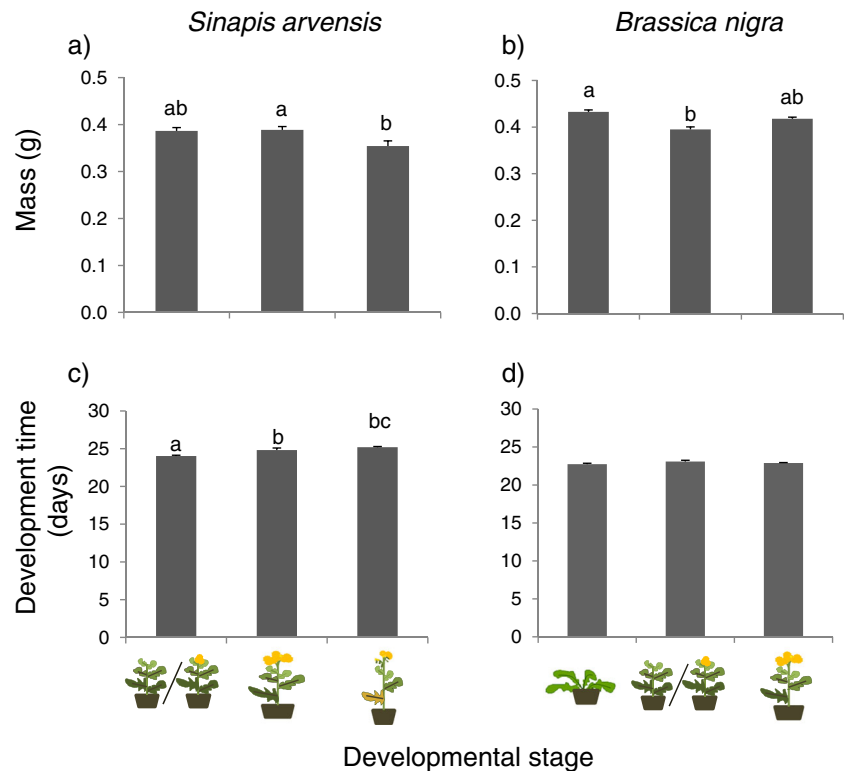 Sinapis arvensis
Brassica nigra
a)
b)
Mass (g)
0.5
0.4
0.3
0.2
0.1
0.0
ab
a
b
0.5
0.4
0.3
0.2
0.1
0.0
a
b
ab
c)
d)
Development time
(days)
30
25
20
15
10
5
0
a
b
bc
30
25
20
15
10
5
0
Developmental stage